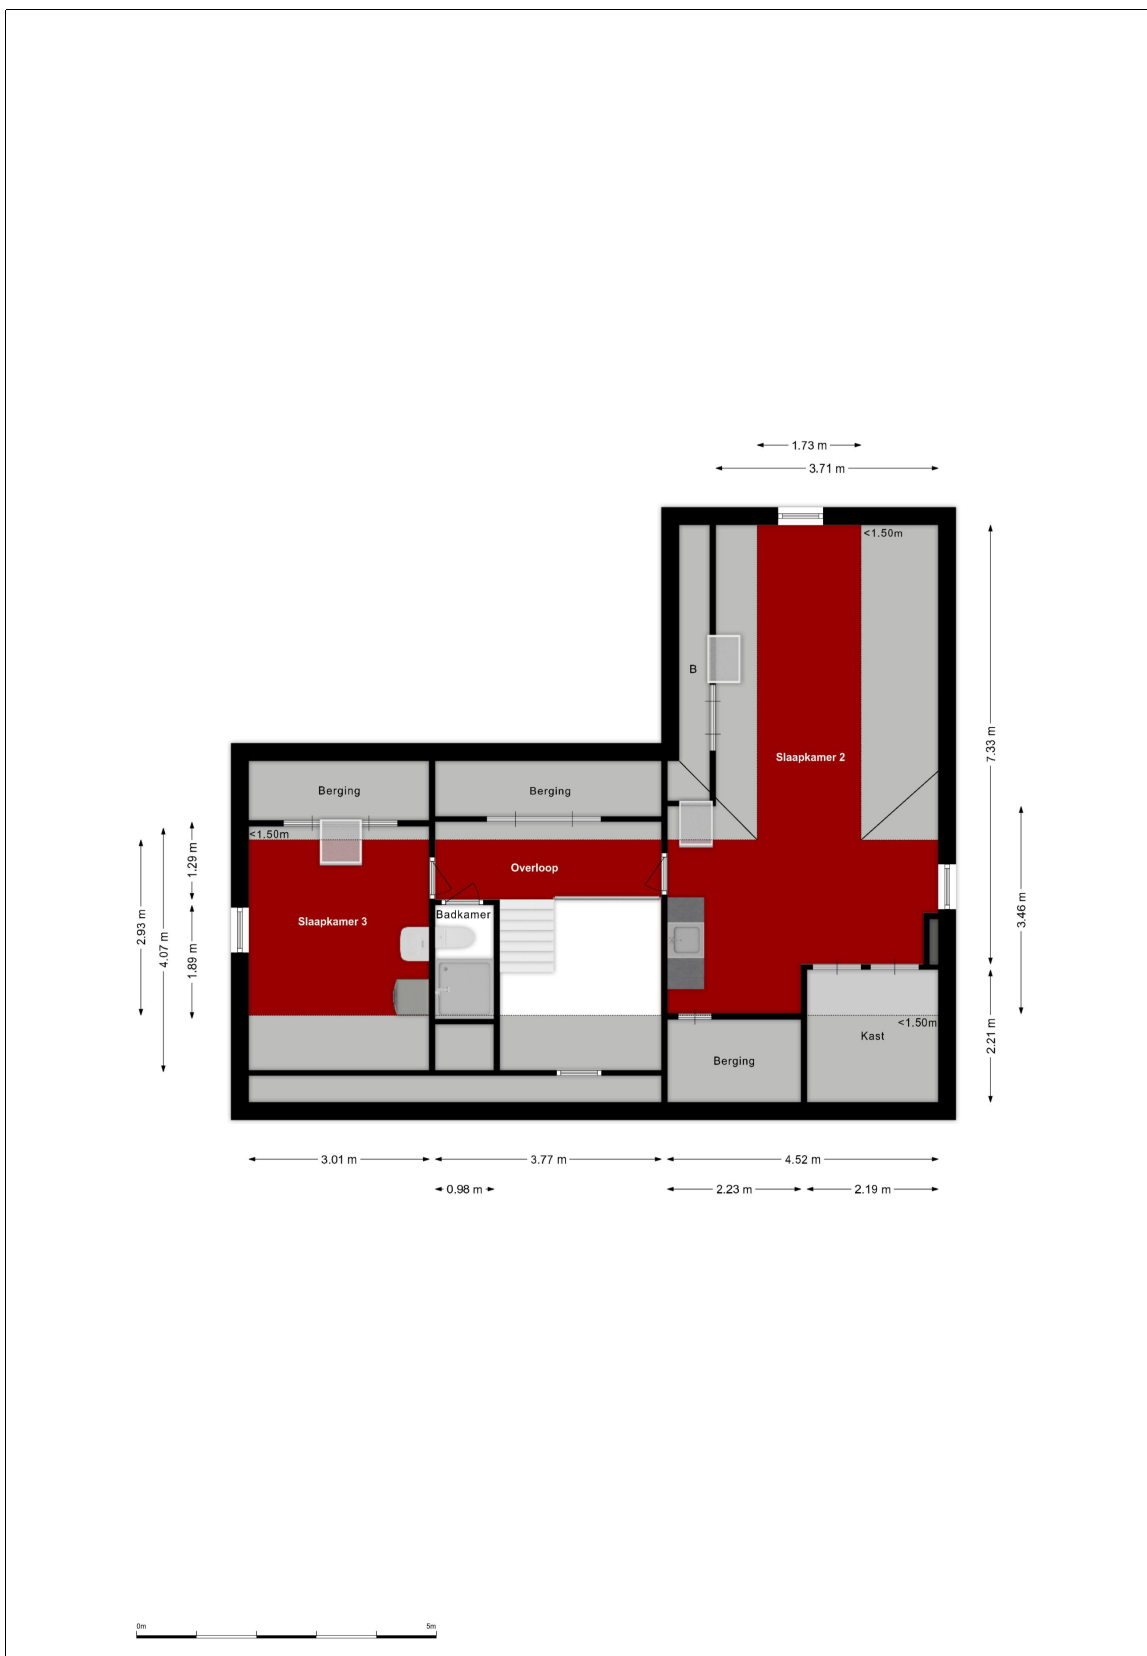 1.73 m
3.71 m
<1.50m
B
7.33 m
Slaapkamer 2
Berging
Berging
<1.50m
1.29 m
Overloop
3.46 m
Badkamer
Slaapkamer 3
2.93 m
4.07 m
1.89 m
<1.50m
Kast
2.21 m
Berging
3.01 m
3.77 m
4.52 m
0.98 m
2.23 m
2.19 m
0m
5m